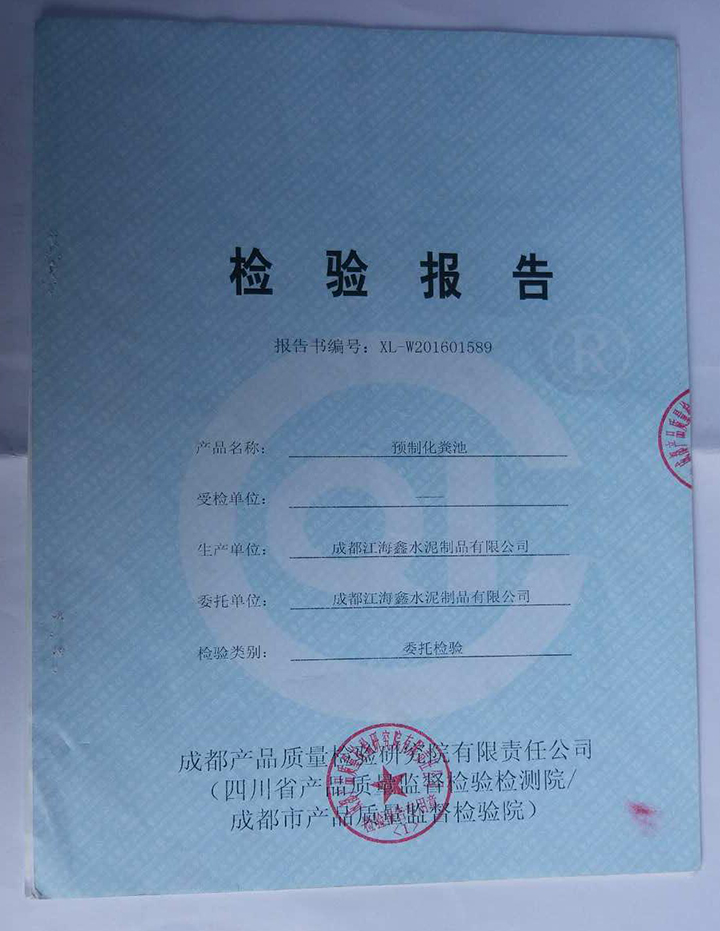 检验报告
报告书编号：XL-W201601589
产品名称： 预制化粪池
受检单位： ——
生产单位： 成都江海鑫水泥制品有限公司
委托单位： 成都江海鑫水泥制品有限公司
检验类别： 委托检验
成都产品质量检验研究院有限责任公司
（四川省产品质量监督检验检测院/
成都市产品质量监督检验院）